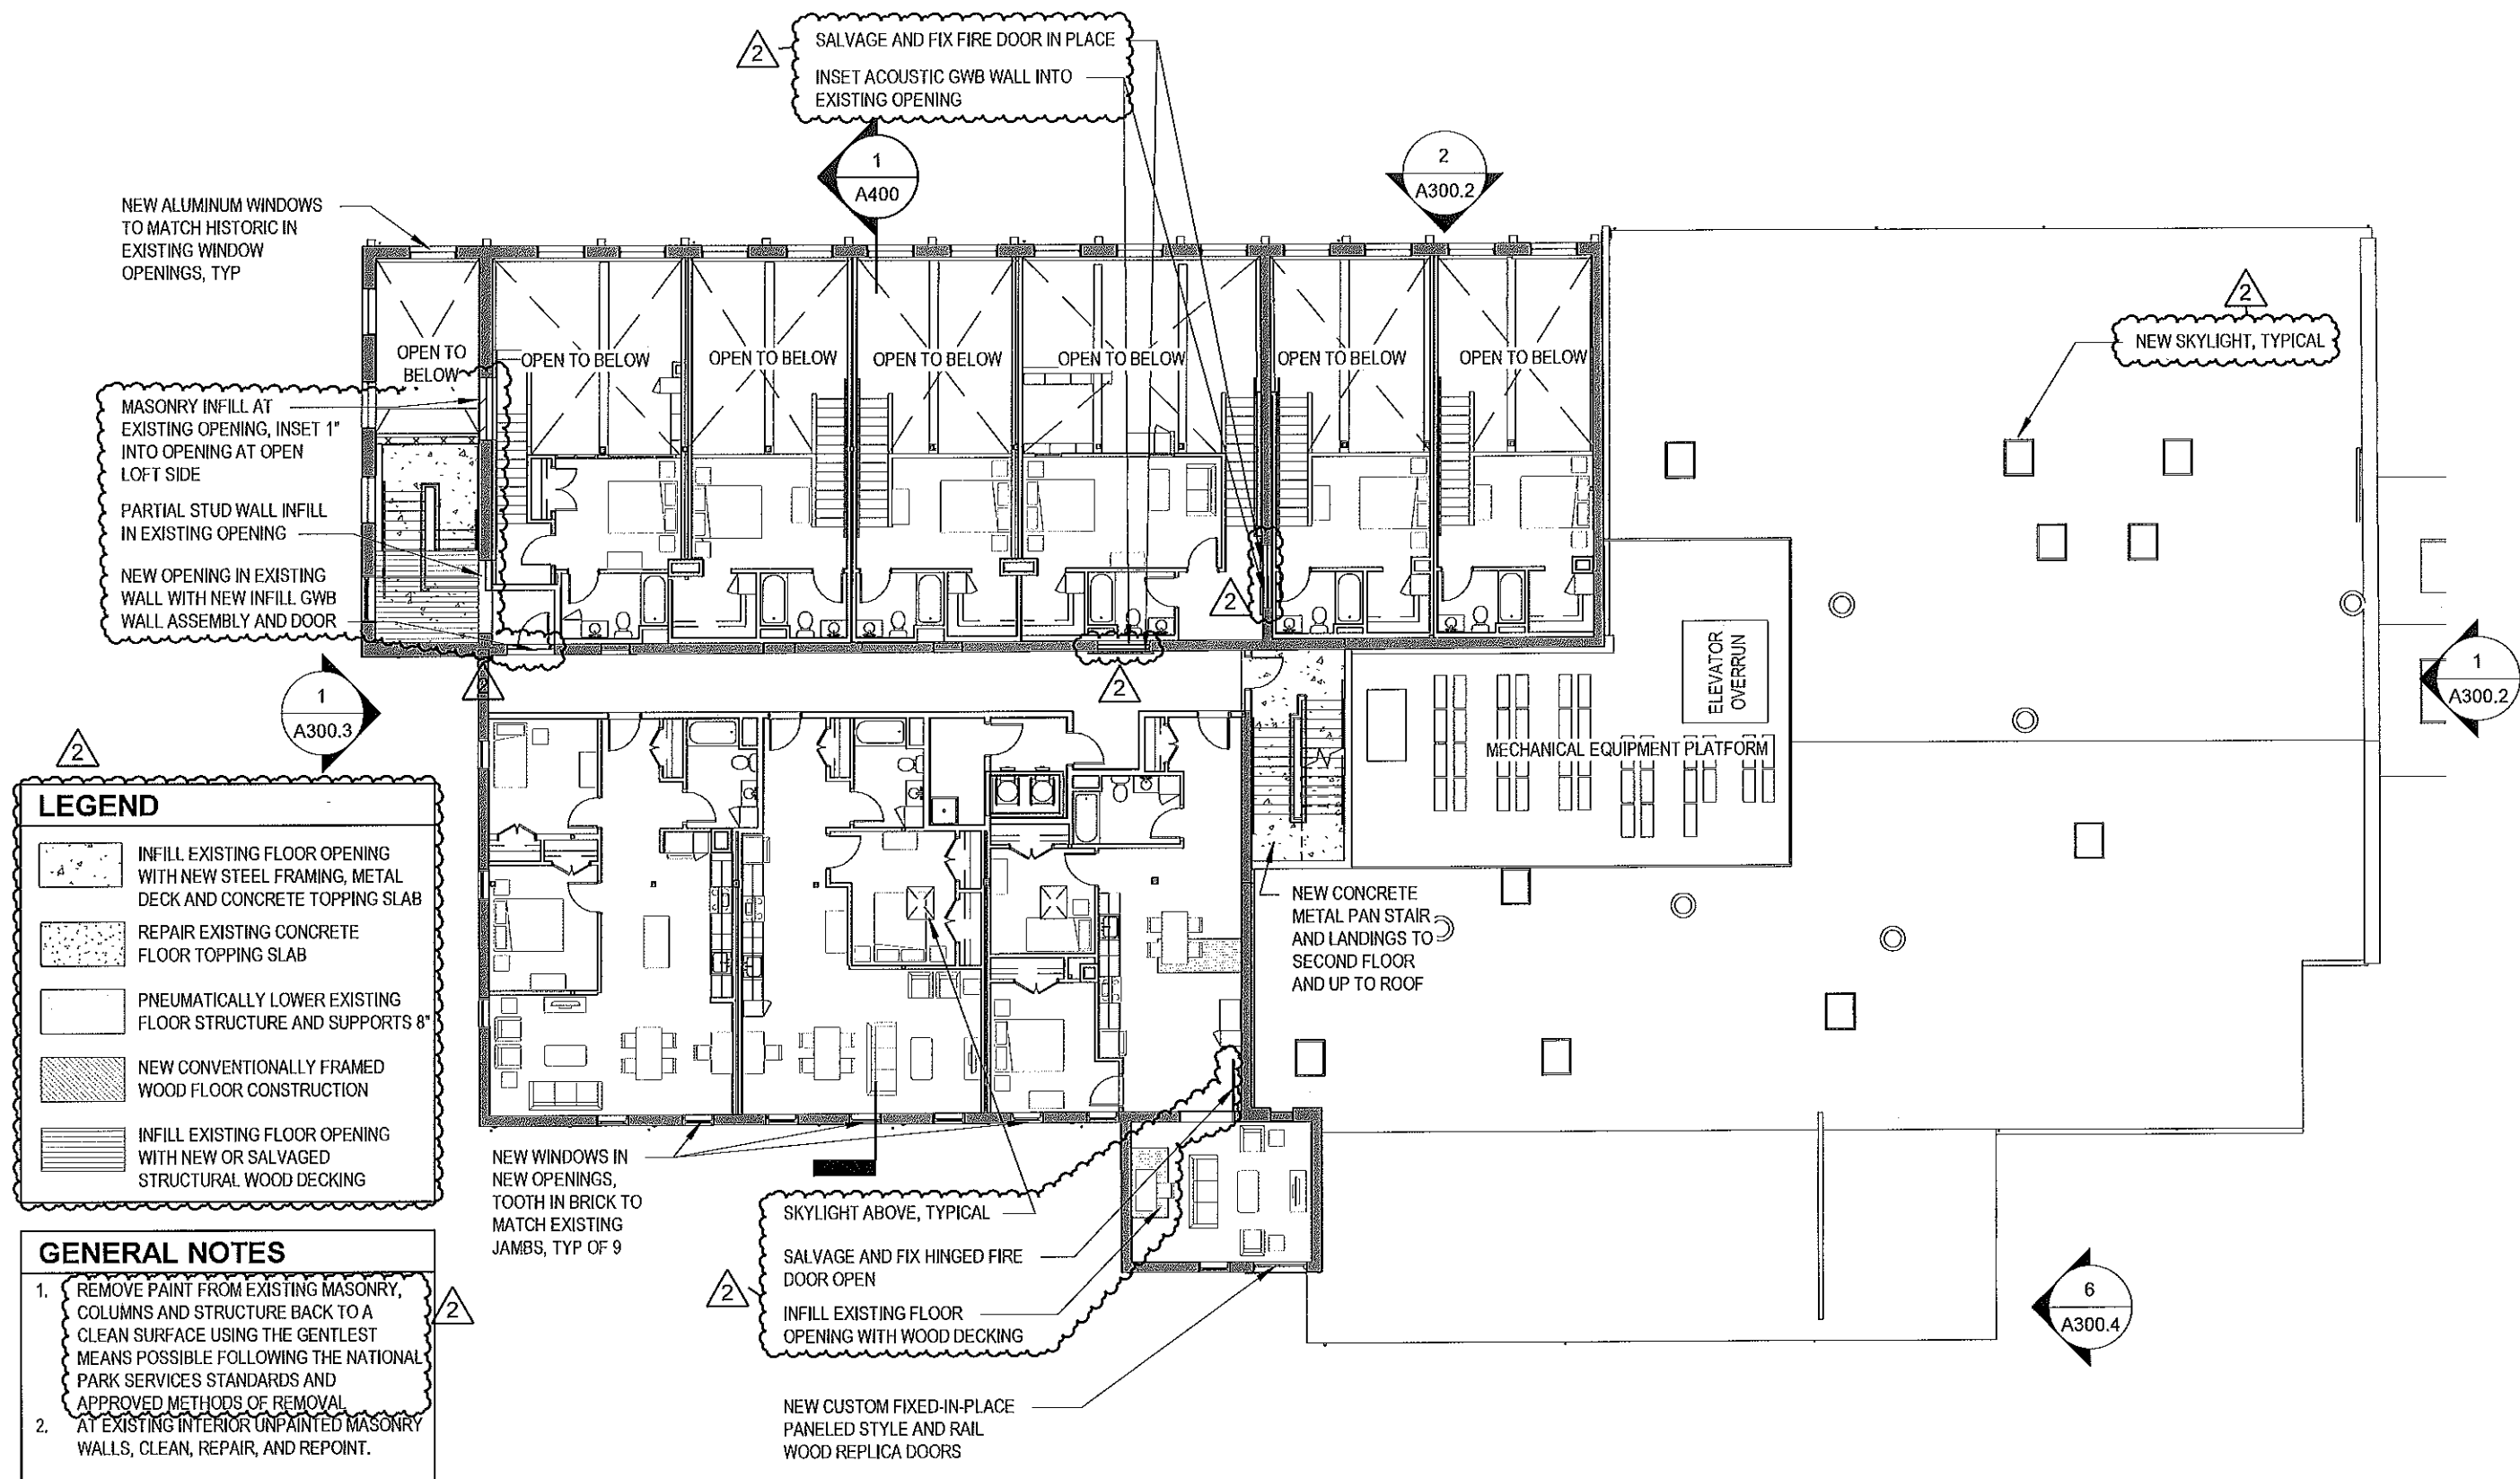 2
SALVAGE AND FIX FIRE DOOR IN PLACE
INSET ACOUSTIC GWB WALL INTO
EXISTING OPENING
1
A400
2
A300.2
NEW ALUMINUM WINDOWS
TO MATCH HISTORIC IN
EXISTING WINDOW
OPENINGS, TYP
2
NEW SKYLIGHT, TYPICAL
OPEN TO
BELOW
OPEN TO BELOW
OPEN TO BELOW
OPEN TO BELOW
OPEN TO BELOW
OPEN TO BELOW
OPEN TO BELOW
MASONRY INFILL AT
EXISTING OPENING, INSET 1"
INTO OPENING AT OPEN
LOFT SIDE
PARTIAL STUD WALL INFILL
IN EXISTING OPENING
NEW OPENING IN EXISTING
WALL WITH NEW INFILL GWB
WALL ASSEMBLY AND DOOR
2
2
2
1
A300.3
ELEVATOR
OVERRUN
MECHANICAL EQUIPMENT PLATFORM
1
A300.2
2
LEGEND
INFILL EXISTING FLOOR OPENING
WITH NEW STEEL FRAMING, METAL
DECK AND CONCRETE TOPPING SLAB
REPAIR EXISTING CONCRETE
FLOOR TOPPING SLAB
PNEUMATICALLY LOWER EXISTING
FLOOR STRUCTURE AND SUPPORTS 8"
NEW CONVENTIONALLY FRAMED
WOOD FLOOR CONSTRUCTION
INFILL EXISTING FLOOR OPENING
WITH NEW OR SALVAGED
STRUCTURAL WOOD DECKING
NEW CONCRETE
METAL PAN STAIR
AND LANDINGS TO
SECOND FLOOR
AND UP TO ROOF
NEW WINDOWS IN
NEW OPENINGS,
TOOTH IN BRICK TO
MATCH EXISTING
JAMBS, TYP OF 9
2
SKYLIGHT ABOVE, TYPICAL
SALVAGE AND FIX HINGED FIRE
DOOR OPEN
INFILL EXISTING FLOOR
OPENING WITH WOOD DECKING
NEW CUSTOM FIXED-IN-PLACE
PANELED STYLE AND RAIL
WOOD REPLICA DOORS
6
A300.4
GENERAL NOTES
1. REMOVE PAINT FROM EXISTING MASONRY,
COLUMNS AND STRUCTURE BACK TO A
CLEAN SURFACE USING THE GENTLEST
MEANS POSSIBLE FOLLOWING THE NATIONAL
PARK SERVICES STANDARDS AND
APPROVED METHODS OF REMOVAL
2
2. AT EXISTING INTERIOR UNPAINTED MASONRY
WALLS, CLEAN, REPAIR, AND REPOINT.